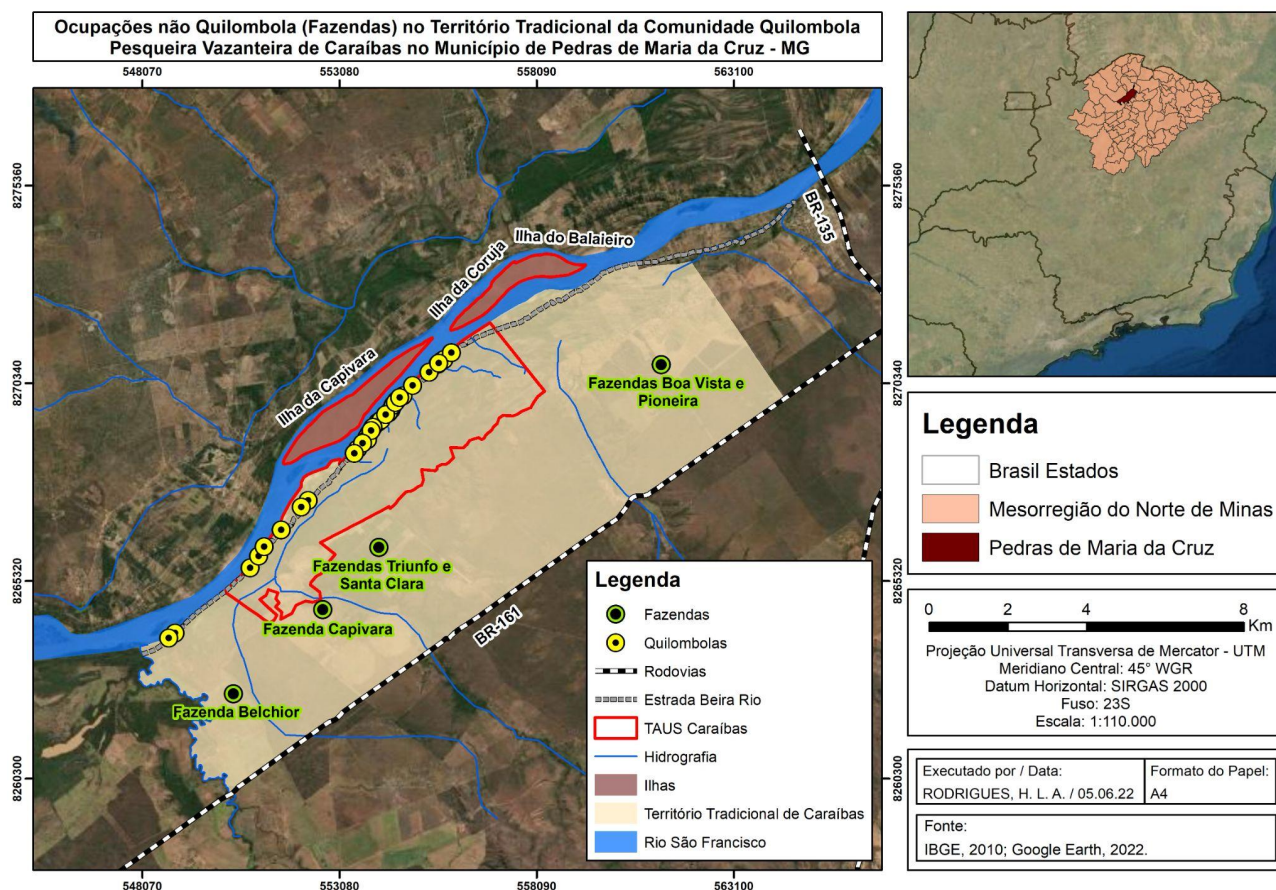 Ocupações não Quilombola (Fazendas) no Território Tradicional da Comunidade Quilombola
Pesqueira Vazanteira de Caraíbas no Município de Pedras de Maria da Cruz - MG
548070
553080
558090
563100
8275360
8270340
8265320
8260300
8275360
8270340
8265320
8260300
548070
553080
558090
563100
BR-135
Ilha do Balaieiro
Ilha da Coruja
Ilha da Capivara
Fazendas Boa Vista e
Pioneira
Fazendas Triunfo e
Santa Clara
Fazenda Capivara
Fazenda Belchior
BR-161
Legenda
Fazendas
Quilombolas
Rodovias
Estrada Beira Rio
TAUS Caraíbas
Hidrografia
Ilhas
Território Tradicional de Caraíbas
Rio São Francisco
Legenda
Brasil Estados
Mesorregião do Norte de Minas
Pedras de Maria da Cruz
0 2 4 8
Km
Projeção Universal Transversa de Mercator - UTM
Meridiano Central: 45° WGR
Datum Horizontal: SIRGAS 2000
Fuso: 23S
Escala: 1:110.000
Executado por / Data:
RODRIGUES, H. L. A. / 05.06.22
Formato do Papel:
A4
Fonte:
IBGE, 2010; Google Earth, 2022.